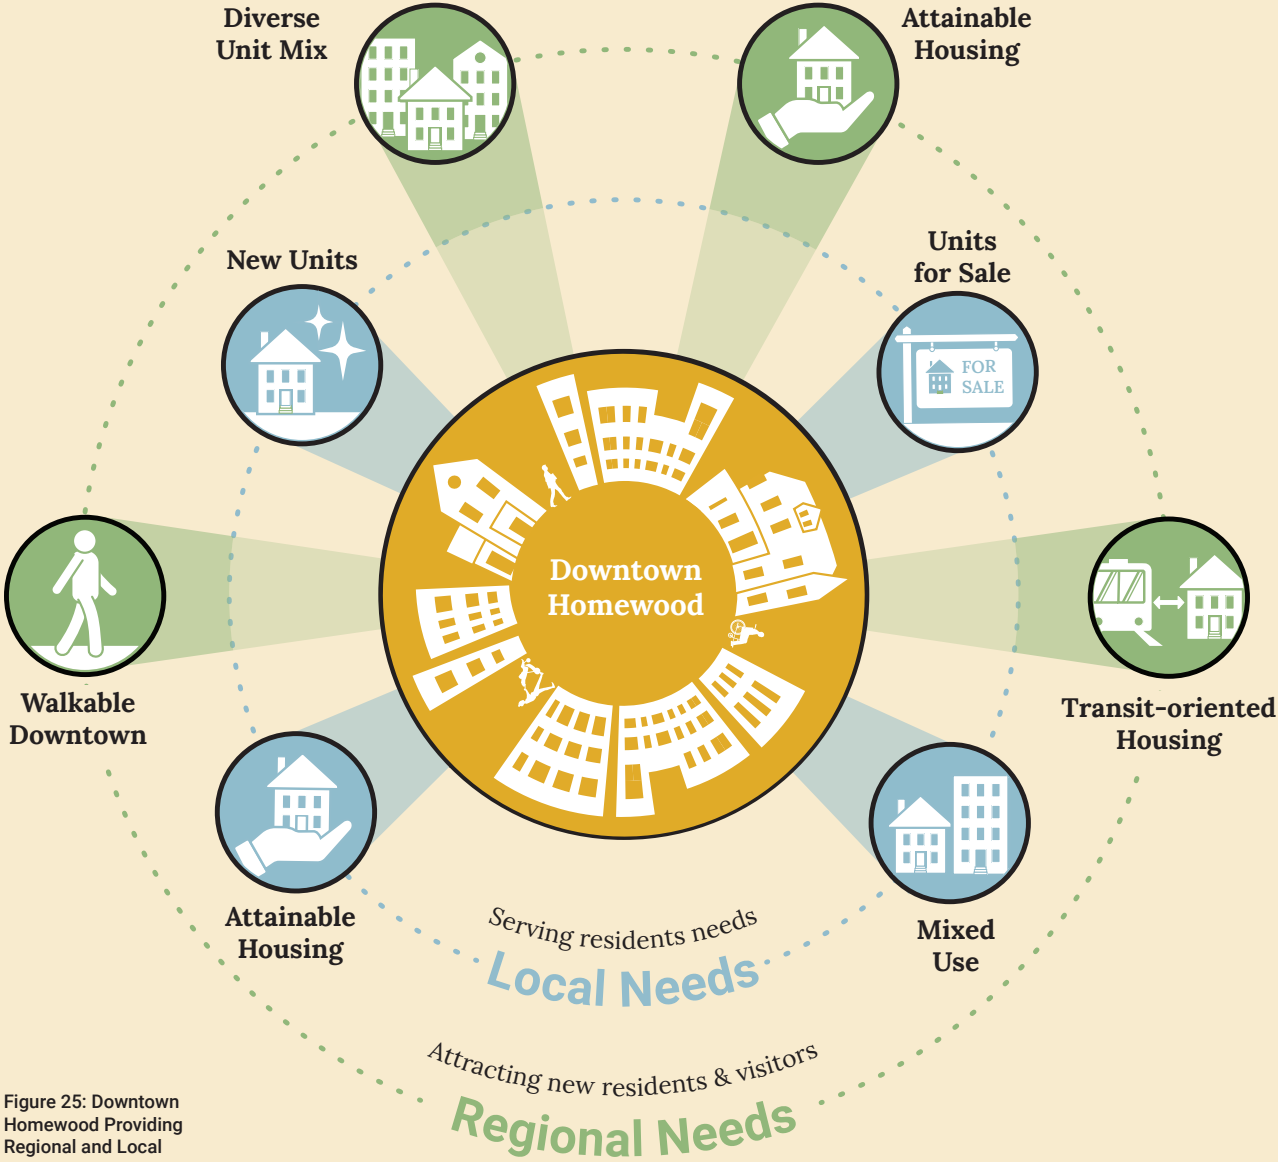 Diverse
Unit Mix
Attainable
Housing
New Units
Units
for Sale
FOR
SALE
Downtown
Homewood
Walkable
Downtown
Transit-oriented
Housing
Attainable
Housing
Mixed
Use
Serving residents needs
Local Needs
Attracting new residents & visitors
Regional Needs
Figure 25: Downtown
Homewood Providing
Regional and Local